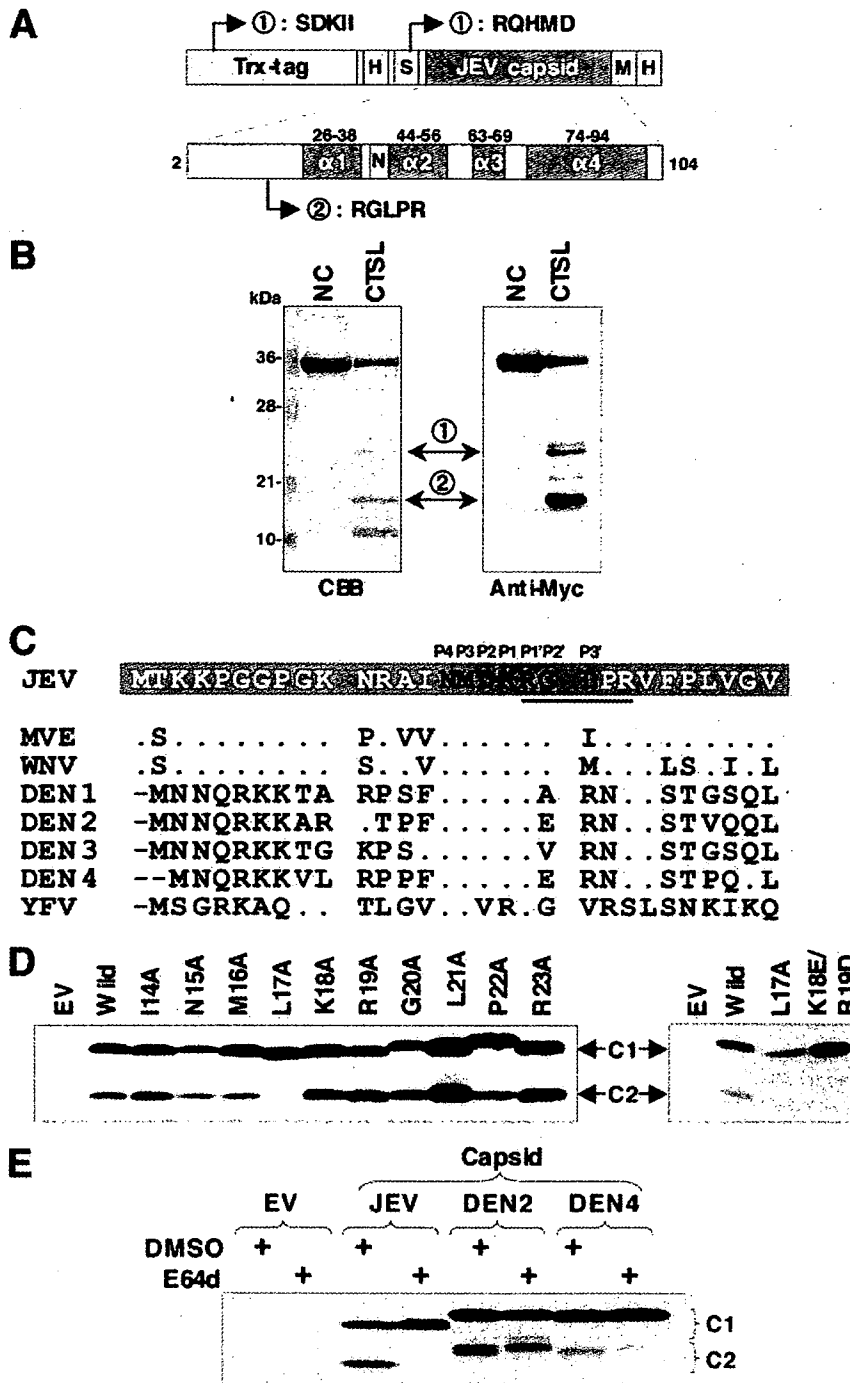 A
① : SDKII
① : RQHMD
Trx-tag H S JEV capsid M H
26-38 44-56 63-69 74-94
2 α1 N α2 α3 α4 104
② : RGLPR
B
NC CTSL NC CTSL
kDa
36-
28-
21-
10-
①
②
CBB Anti-Myc
C
P4 P3 P2 P1 P1' P2' P3'
JEV MTKKPGGPGK NRAI PRVFPLVGV
MVE .S........ P.VV...... I.........
WNV .S........ S..V...... M...LS.I.L
DEN1 -MNNQRKKTA RPSF.....A RN..STGSQL
DEN2 -MNNQRKKAR .TPF.....E RN..STVQQL
DEN3 -MNNQRKKTG KPS......V RN..STGSQL
DEN4 --MNQRKKVL RPPF.....E RN..STPQ.L
YFV -MSGRKAQ.. TLGV..VR.G VRSLSNKIKQ
D
EV Wild I14A N15A M16A L17A K18A R19A G20A L21A P22A R23A
EV Wild L17A K18E/ R19D
C1
C2
E
Capsid
EV JEV DEN2 DEN4
DMSO + + + +
E64d + + + +
C1
C2